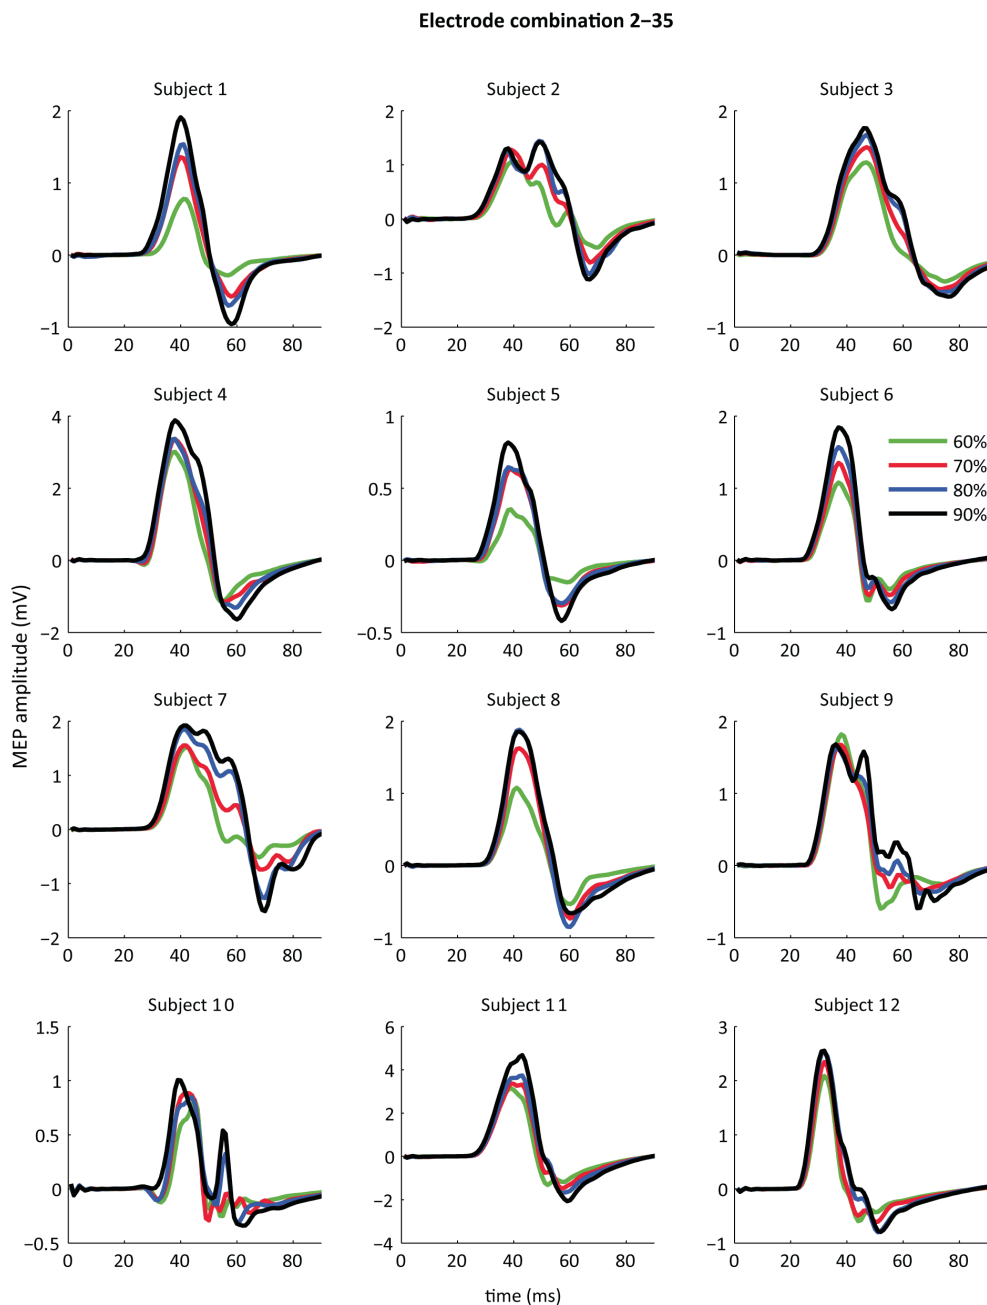 Electrode combination 2–35
Subject 1
Subject 2
Subject 3
2
1
0
−1
0 20 40 60 80
2
1
0
−1
−2
0 20 40 60 80
2
1
0
−1
0 20 40 60 80
Subject 4
Subject 5
Subject 6
4
2
0
−2
0 20 40 60 80
1
0.5
0
−0.5
0 20 40 60 80
2
1
0
−1
0 20 40 60 80
60%
70%
80%
90%
MEP amplitude (mV)
Subject 7
Subject 8
Subject 9
2
1
0
−1
−2
0 20 40 60 80
2
1
0
−1
0 20 40 60 80
2
1
0
−1
0 20 40 60 80
Subject 10
Subject 11
Subject 12
1.5
1
0.5
0
−0.5
0 20 40 60 80
6
4
2
0
−2
−4
0 20 40 60 80
3
2
1
0
−1
0 20 40 60 80
time (ms)